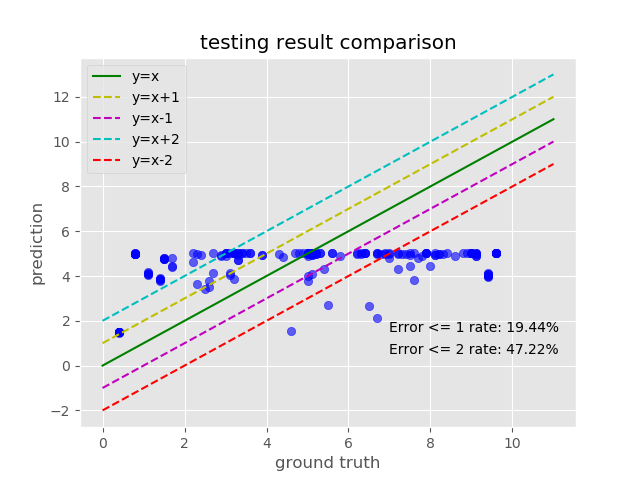 testing result comparison
y=x
y=x+1
y=x-1
y=x+2
y=x-2
12
10
8
6
4
2
0
−2
prediction
Error <= 1 rate: 19.44%
Error <= 2 rate: 47.22%
0 2 4 6 8 10
ground truth